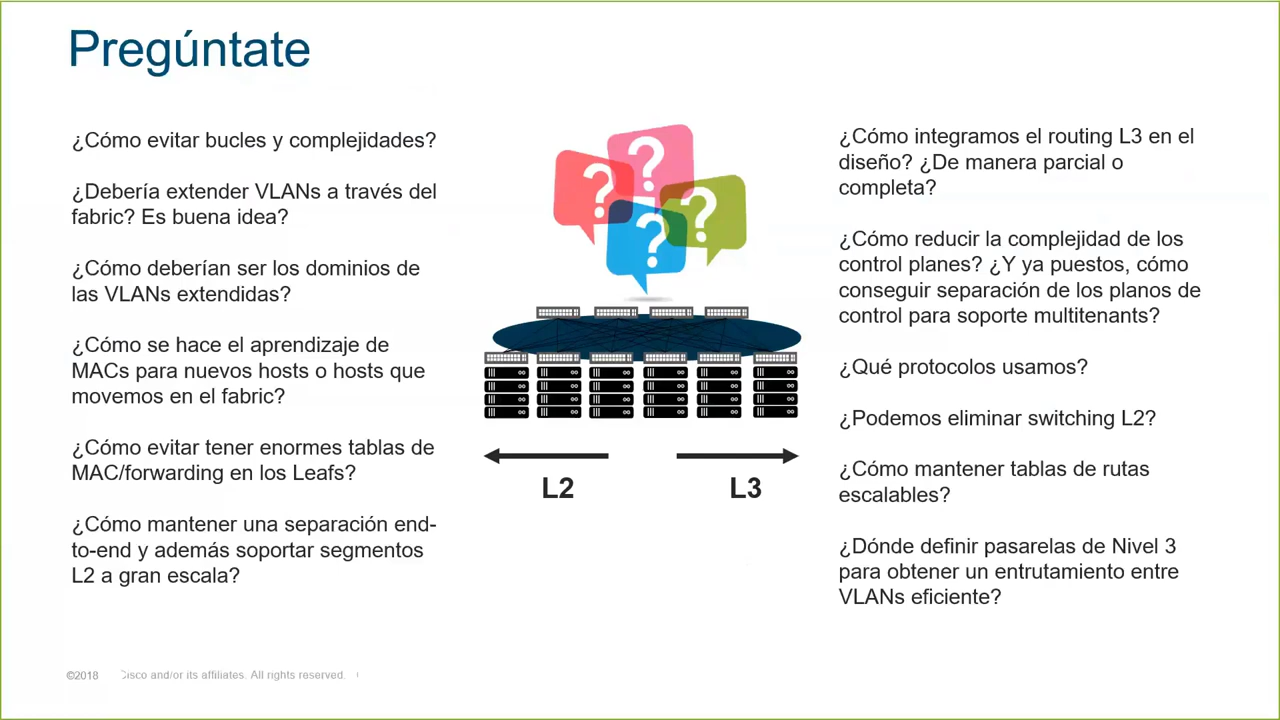 Pregúntate
¿Cómo evitar bucles y complejidades?
¿Debería extender VLANs a través del
fabric? Es buena idea?
¿Cómo deberían ser los dominios de
las VLANs extendidas?
¿Cómo se hace el aprendizaje de
MACs para nuevos hosts o hosts que
movemos en el fabric?
¿Cómo evitar tener enormes tablas de
MAC/forwarding en los Leafs?
¿Cómo mantener una separación end-
to-end y además soportar segmentos
L2 a gran escala?
? ? ? ?
L2
L3
¿Cómo integramos el routing L3 en el
diseño? ¿De manera parcial o
completa?
¿Cómo reducir la complejidad de los
control planes? ¿Y ya puestos, cómo
conseguir separación de los planos de
control para soporte multitenants?
¿Qué protocolos usamos?
¿Podemos eliminar switching L2?
¿Cómo mantener tablas de rutas
escalables?
¿Dónde definir pasarelas de Nivel 3
para obtener un entrutamiento entre
VLANs eficiente?
©2018 Cisco and/or its affiliates. All rights reserved.